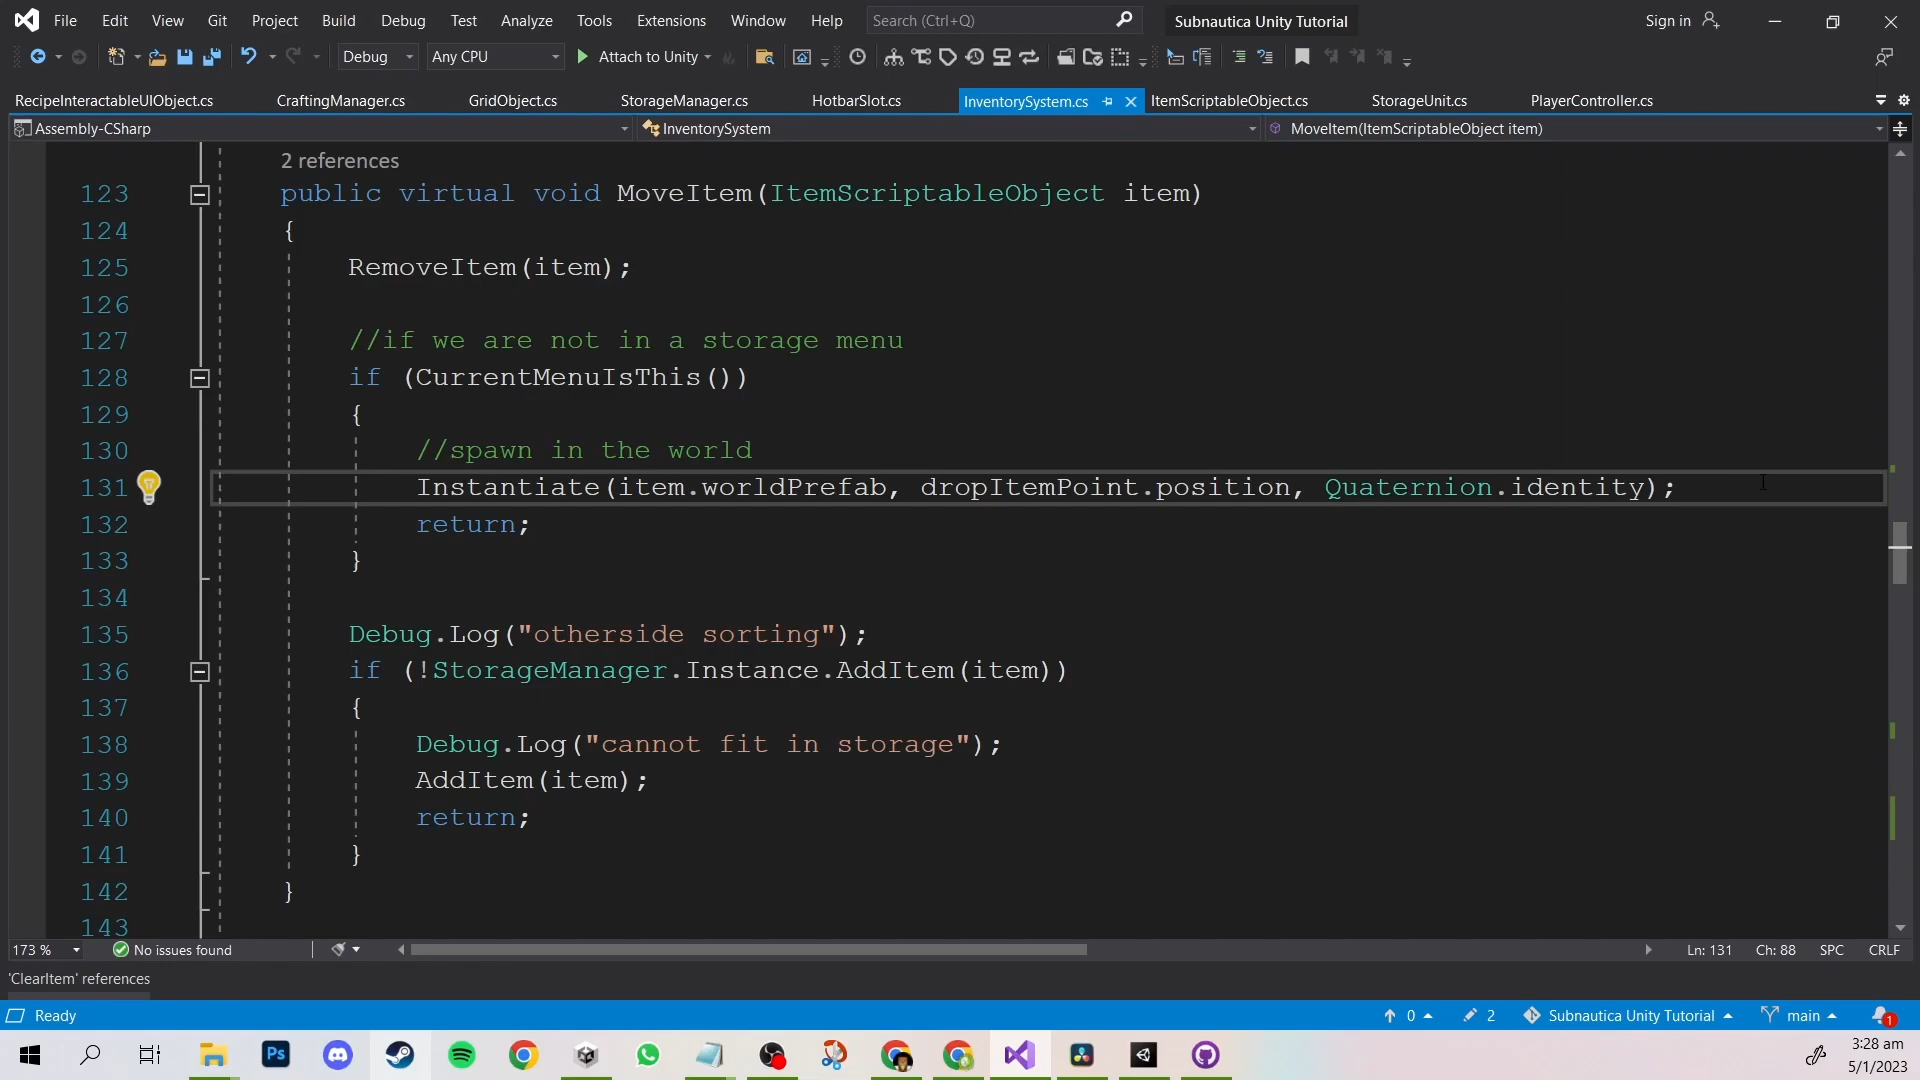 File Edit View Git Project Build Debug Test Analyze Tools Extensions Window Help Search (Ctrl+Q) Subnautica Unity Tutorial Sign in
Debug Any CPU Attach to Unity
RecipeInteractableUIObject.cs CraftingManager.cs GridObject.cs StorageManager.cs HotbarSlot.cs InventorySystem.cs ItemScriptableObject.cs StorageUnit.cs PlayerController.cs
Assembly-CSharp InventorySystem MoveItem(ItemScriptableObject item)
2 references
123 public virtual void MoveItem(ItemScriptableObject item)
124 {
125 RemoveItem(item);
126
127 //if we are not in a storage menu
128 if (CurrentMenuIsThis())
129 {
130 //spawn in the world
131 Instantiate(item.worldPrefab, dropItemPoint.position, Quaternion.identity);
132 return;
133 }
134
135 Debug.Log("otherside sorting");
136 if (!StorageManager.Instance.AddItem(item))
137 {
138 Debug.Log("cannot fit in storage");
139 AddItem(item);
140 return;
141 }
142 }
143
173 % No issues found Ln: 131 Ch: 88 SPC CRLF
'ClearItem' references
Ready 0 2 Subnautica Unity Tutorial main 1
Ps
3:28 am
5/1/2023